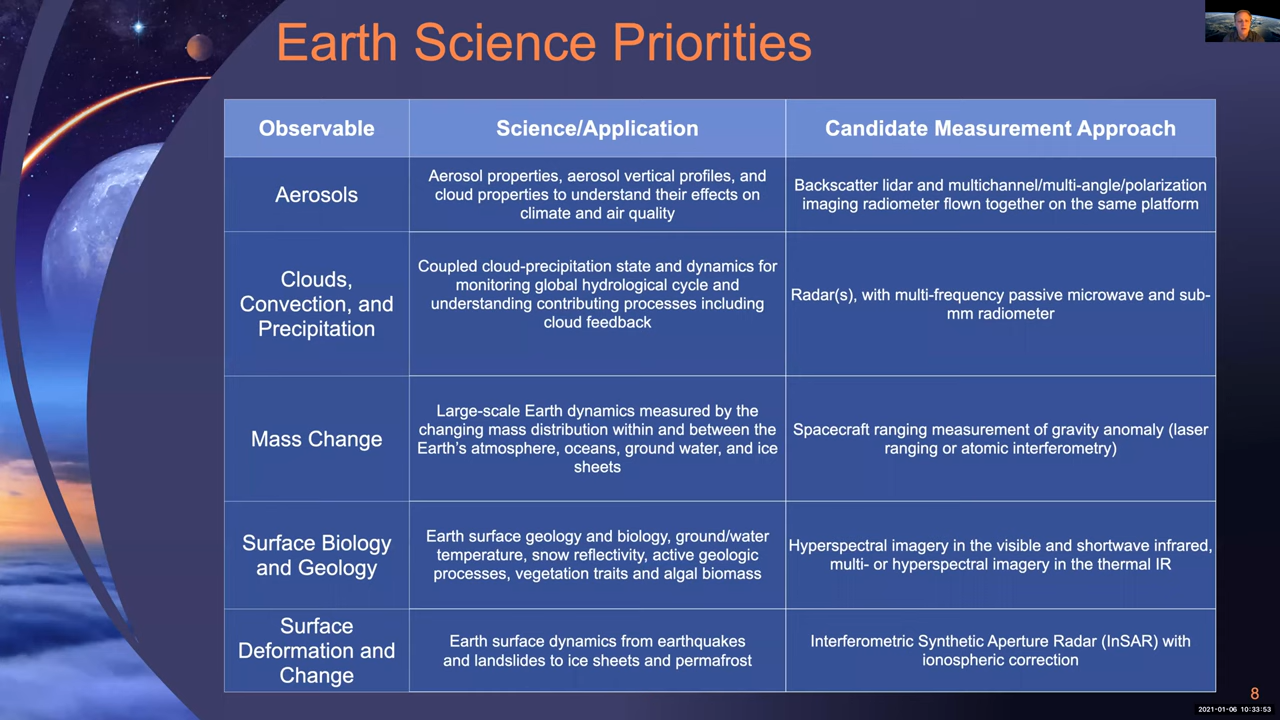 Earth Science Priorities
Observable
Science/Application
Candidate Measurement Approach
Aerosols
Aerosol properties, aerosol vertical profiles, and
cloud properties to understand their effects on
climate and air quality
Backscatter lidar and multichannel/multi-angle/polarization
imaging radiometer flown together on the same platform
Clouds,
Convection, and
Precipitation
Coupled cloud-precipitation state and dynamics for
monitoring global hydrological cycle and
understanding contributing processes including
cloud feedback
Radar(s), with multi-frequency passive microwave and sub-
mm radiometer
Mass Change
Large-scale Earth dynamics measured by the
changing mass distribution within and between the
Earth's atmosphere, oceans, ground water, and ice
sheets
Spacecraft ranging measurement of gravity anomaly (laser
ranging or atomic interferometry)
Surface Biology
and Geology
Earth surface geology and biology, ground/water
temperature, snow reflectivity, active geologic
processes, vegetation traits and algal biomass
Hyperspectral imagery in the visible and shortwave infrared,
multi- or hyperspectral imagery in the thermal IR
Surface
Deformation and
Change
Earth surface dynamics from earthquakes
and landslides to ice sheets and permafrost
Interferometric Synthetic Aperture Radar (InSAR) with
ionospheric correction
8
2021-01-06 10:33:53